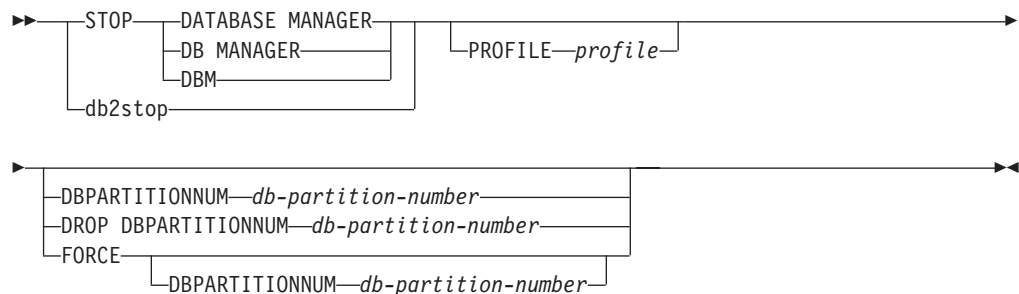 STOP DATABASE MANAGER
DB MANAGER PROFILE profile
DBM
db2stop
DBPARTITIONNUM db-partition-number
DROP DBPARTITIONNUM db-partition-number
FORCE
DBPARTITIONNUM db-partition-number